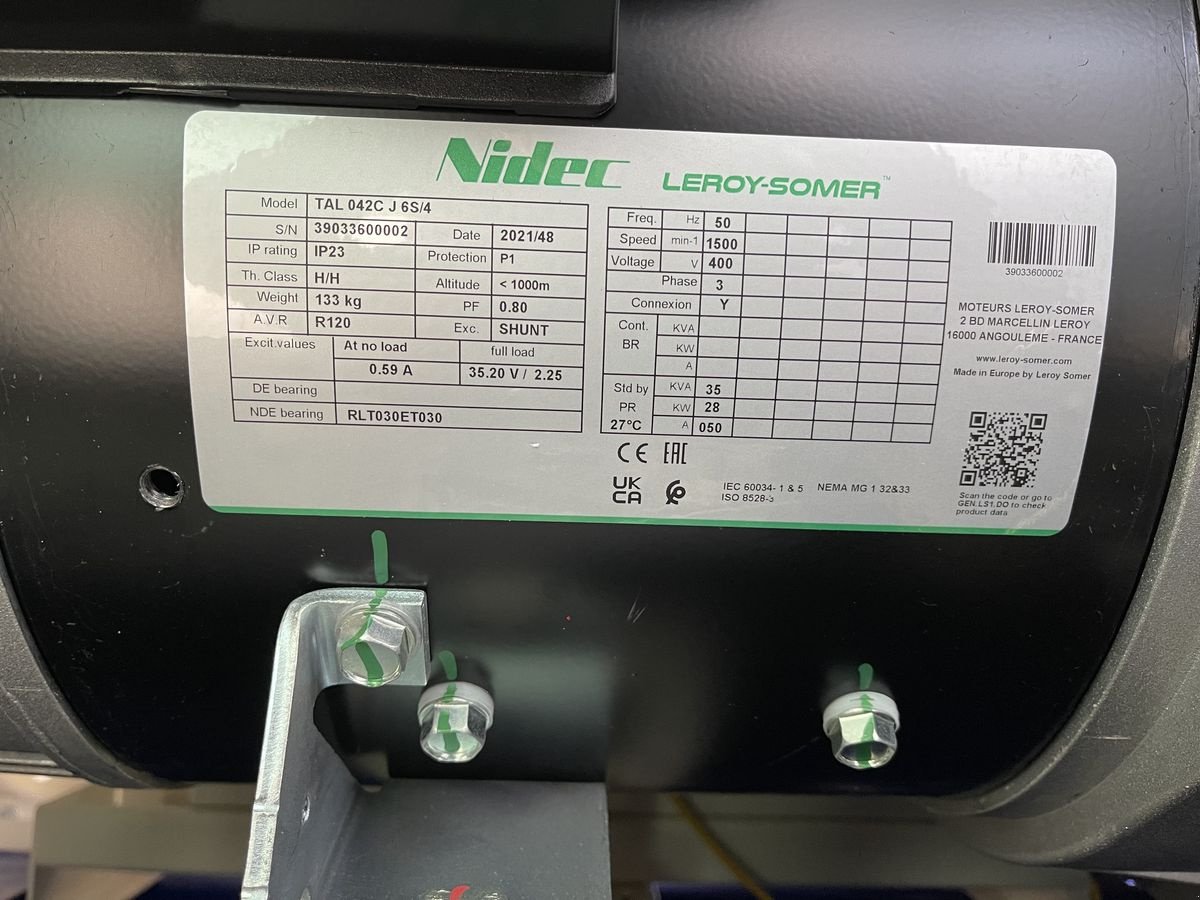 Nidec LEROY-SOMER™
Model TAL 042C J 6S/4
S/N 39033600002 Date 2021/48
IP rating IP23 Protection P1
Th. Class H/H Altitude < 1000m
Weight 133 kg PF 0.80
A.V.R R120 Exc. SHUNT
Excit.values At no load full load
0.59 A 35.20 V / 2.25
DE bearing
NDE bearing RLT030ET030
Freq. Hz 50
Speed min-1 1500
Voltage V 400
Phase 3
Connexion Y
Cont. KVA
BR KW
A
Std by KVA 35
PR KW 28
27°C A 050
CE EAC
UK
CA
IEC 60034- 1 & 5 NEMA MG 1 32&33
ISO 8528-3
39033600002
MOTEURS LEROY-SOMER
2 BD MARCELLIN LEROY
16000 ANGOULEME - FRANCE
www.leroy-somer.com
Made in Europe by Leroy Somer
Scan the code or go to
GEN.LS1.DO to check
product data